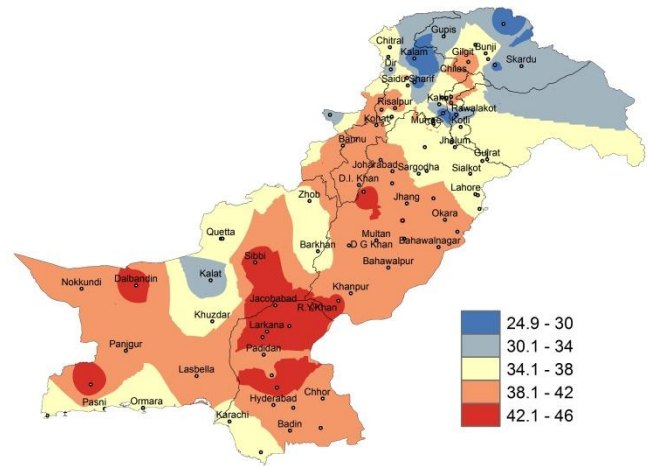 Gupis
Chitral
Bunji
Gilgit
Kalam
Skardu
Dir
Chilas
Saidu Sharif
Kakul
Risalpur
Rawalakot
Murree
Kotli
Kohat
Bannu
Jhelum
Gujrat
Joharabad
Sargodha
Sialkot
D.I. Khan
Zhob
Jhang
Lahore
Okara
Quetta
Multan
Barkhan
D G Khan
Bahawalnagar
Sibbi
Bahawalpur
Dalbandin
Kalat
Nokkundi
Khanpur
Jacobabad
R.Y.Khan
Khuzdar
Larkana
Panjgur
Padidan
Lasbella
Pasni
Ormara
Hyderabad
Chhor
Karachi
Badin
24.9 - 30
30.1 - 34
34.1 - 38
38.1 - 42
42.1 - 46